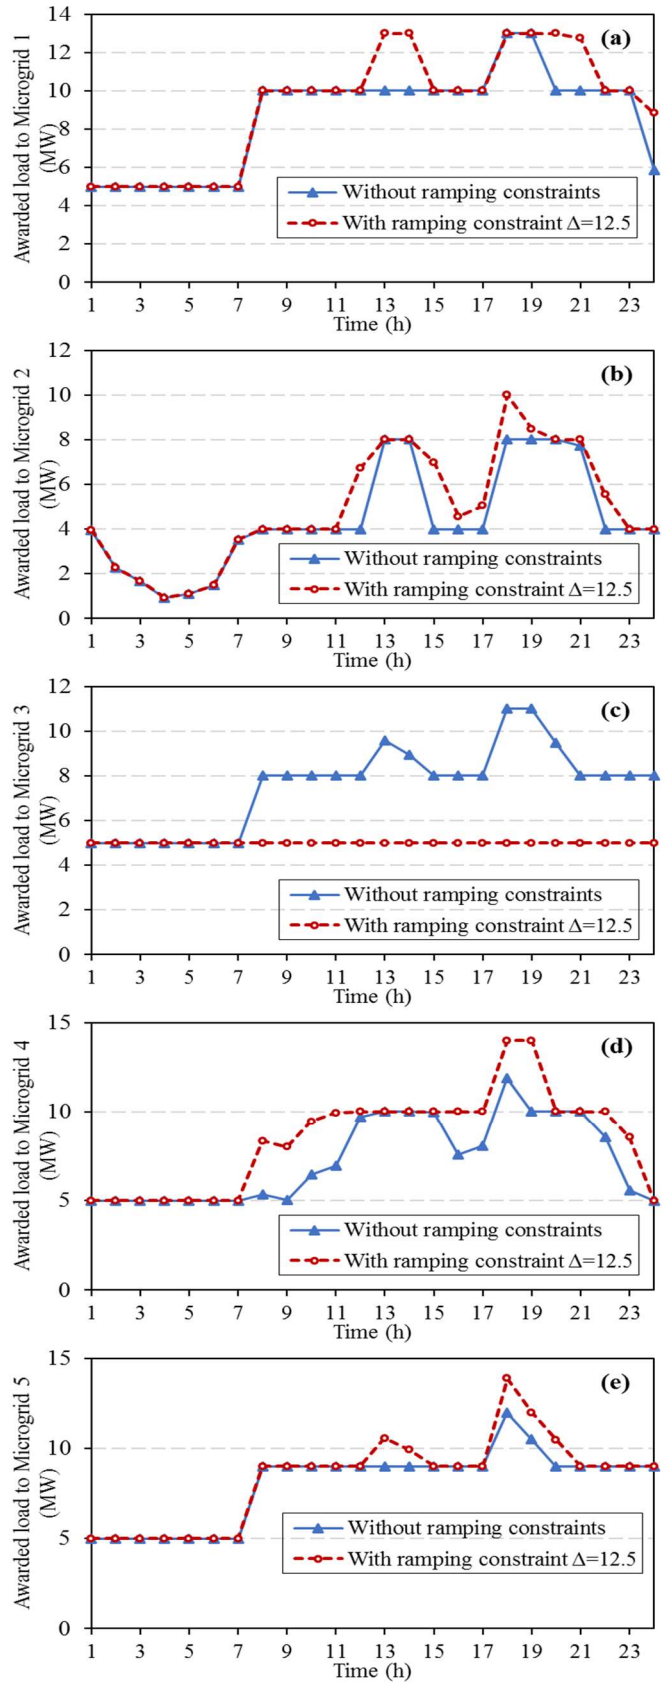 14
(a)
12
10
8
6
4
2
0
Awarded load to Microgrid 1
(MW)
Without ramping constraints
With ramping constraint Δ=12.5
1 3 5 7 9 11 13 15 17 19 21 23
Time (h)
12
(b)
10
8
6
4
2
0
Awarded load to Microgrid 2
(MW)
Without ramping constraints
With ramping constraint Δ=12.5
1 3 5 7 9 11 13 15 17 19 21 23
Time (h)
12
(c)
10
8
6
4
2
0
Awarded load to Microgrid 3
(MW)
Without ramping constraints
With ramping constraint Δ=12.5
1 3 5 7 9 11 13 15 17 19 21 23
Time (h)
15
(d)
10
5
0
Awarded load to Microgrid 4
(MW)
Without ramping constraints
With ramping constraint Δ=12.5
1 3 5 7 9 11 13 15 17 19 21 23
Time (h)
15
(e)
10
5
0
Awarded load to Microgrid 5
(MW)
Without ramping constraints
With ramping constraint Δ=12.5
1 3 5 7 9 11 13 15 17 19 21 23
Time (h)